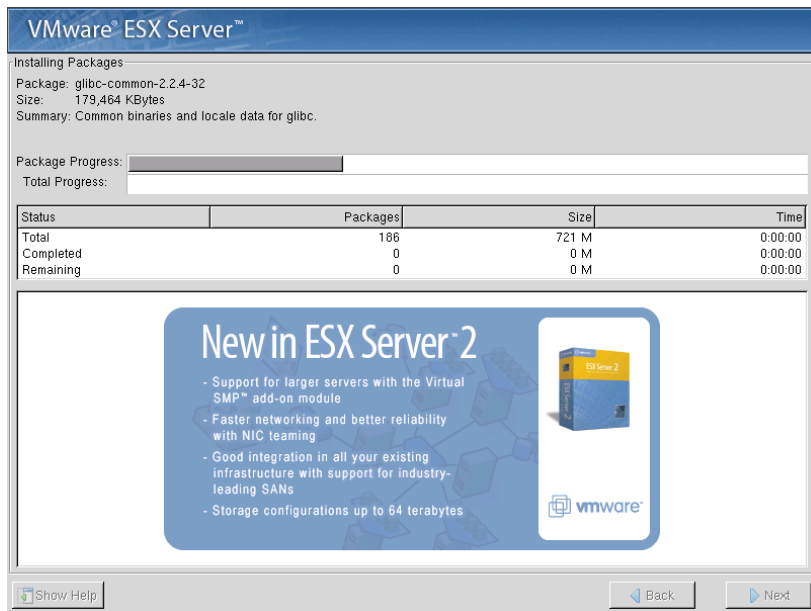 VMware® ESX Server™
Installing Packages
Package: glibc-common-2.2.4-32
Size: 179,464 KBytes
Summary: Common binaries and locale data for glibc.
Package Progress:
Total Progress:
Status Packages Size Time
Total 186 721 M 0:00:00
Completed 0 0 M 0:00:00
Remaining 0 0 M 0:00:00
New in ESX Server™2
- Support for larger servers with the Virtual
SMP™ add-on module
- Faster networking and better reliability
with NIC teaming
- Good integration in all your existing
infrastructure with support for industry-
leading SANs
- Storage configurations up to 64 terabytes
ESX Server 2
ESX Server 2
vmware®
Show Help
Back
Next